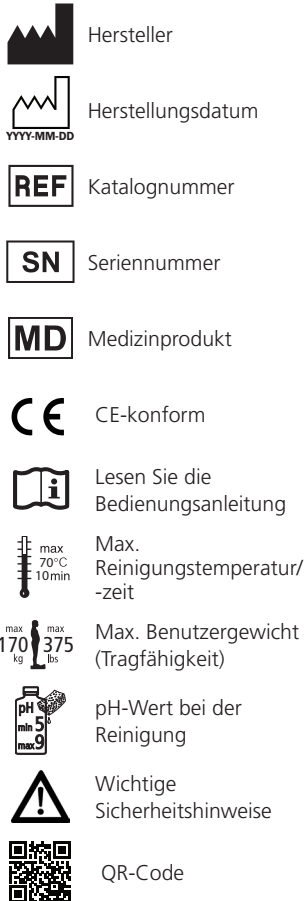 Hersteller
YYYY-MM-DD
Herstellungsdatum
REF
Katalognummer
SN
Seriennummer
MD
Medizinprodukt
CE
CE-konform
i
Lesen Sie die
Bedienungsanleitung
max
70°C
10min
Max.
Reinigungstemperatur/
-zeit
max max
170 375
kg lbs
Max. Benutzergewicht
(Tragfähigkeit)
pH
min 5
max 9
pH-Wert bei der
Reinigung
!
Wichtige
Sicherheitshinweise
QR-Code